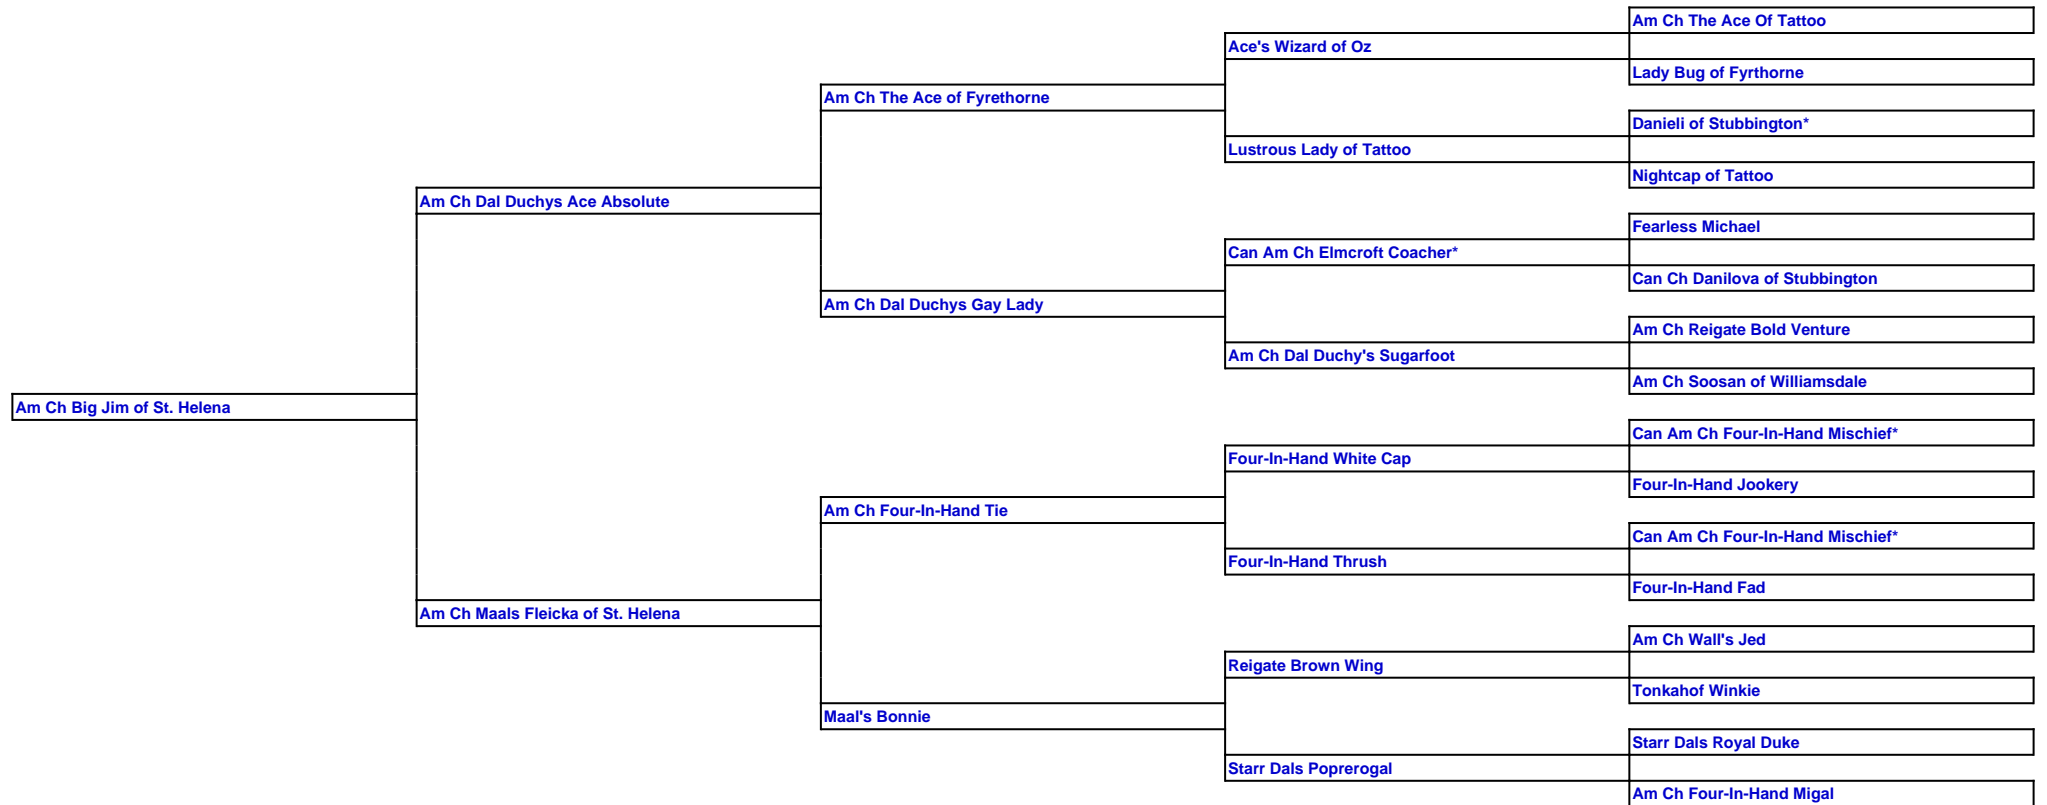 Am Ch The Ace Of Tattoo
Ace's Wizard of Oz
Lady Bug of Fyrthorne
Am Ch The Ace of Fyrethorne
Danieli of Stubbington*
Lustrous Lady of Tattoo
Nightcap of Tattoo
Am Ch Dal Duchys Ace Absolute
Fearless Michael
Can Am Ch Elmcroft Coacher*
Can Ch Danilova of Stubbington
Am Ch Dal Duchys Gay Lady
Am Ch Reigate Bold Venture
Am Ch Dal Duchy's Sugarfoot
Am Ch Soosan of Williamsdale
Am Ch Big Jim of St. Helena
Can Am Ch Four-In-Hand Mischief*
Four-In-Hand White Cap
Four-In-Hand Jookery
Am Ch Four-In-Hand Tie
Can Am Ch Four-In-Hand Mischief*
Four-In-Hand Thrush
Four-In-Hand Fad
Am Ch Maals Fleicka of St. Helena
Am Ch Wall's Jed
Reigate Brown Wing
Tonkahof Winkie
Maal's Bonnie
Starr Dals Royal Duke
Starr Dals Poprerogal
Am Ch Four-In-Hand Migal